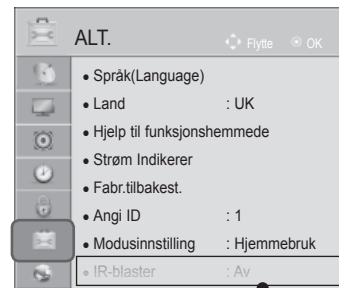 ALT. Flytte OK
• Språk(Language)
• Land : UK
• Hjelp til funksjonshemmede
• Strøm Indikerer
• Fabr.tilbakest.
• Angi ID : 1
• Modusinnstilling : Hjemmebruk
• IR-blaster : Av